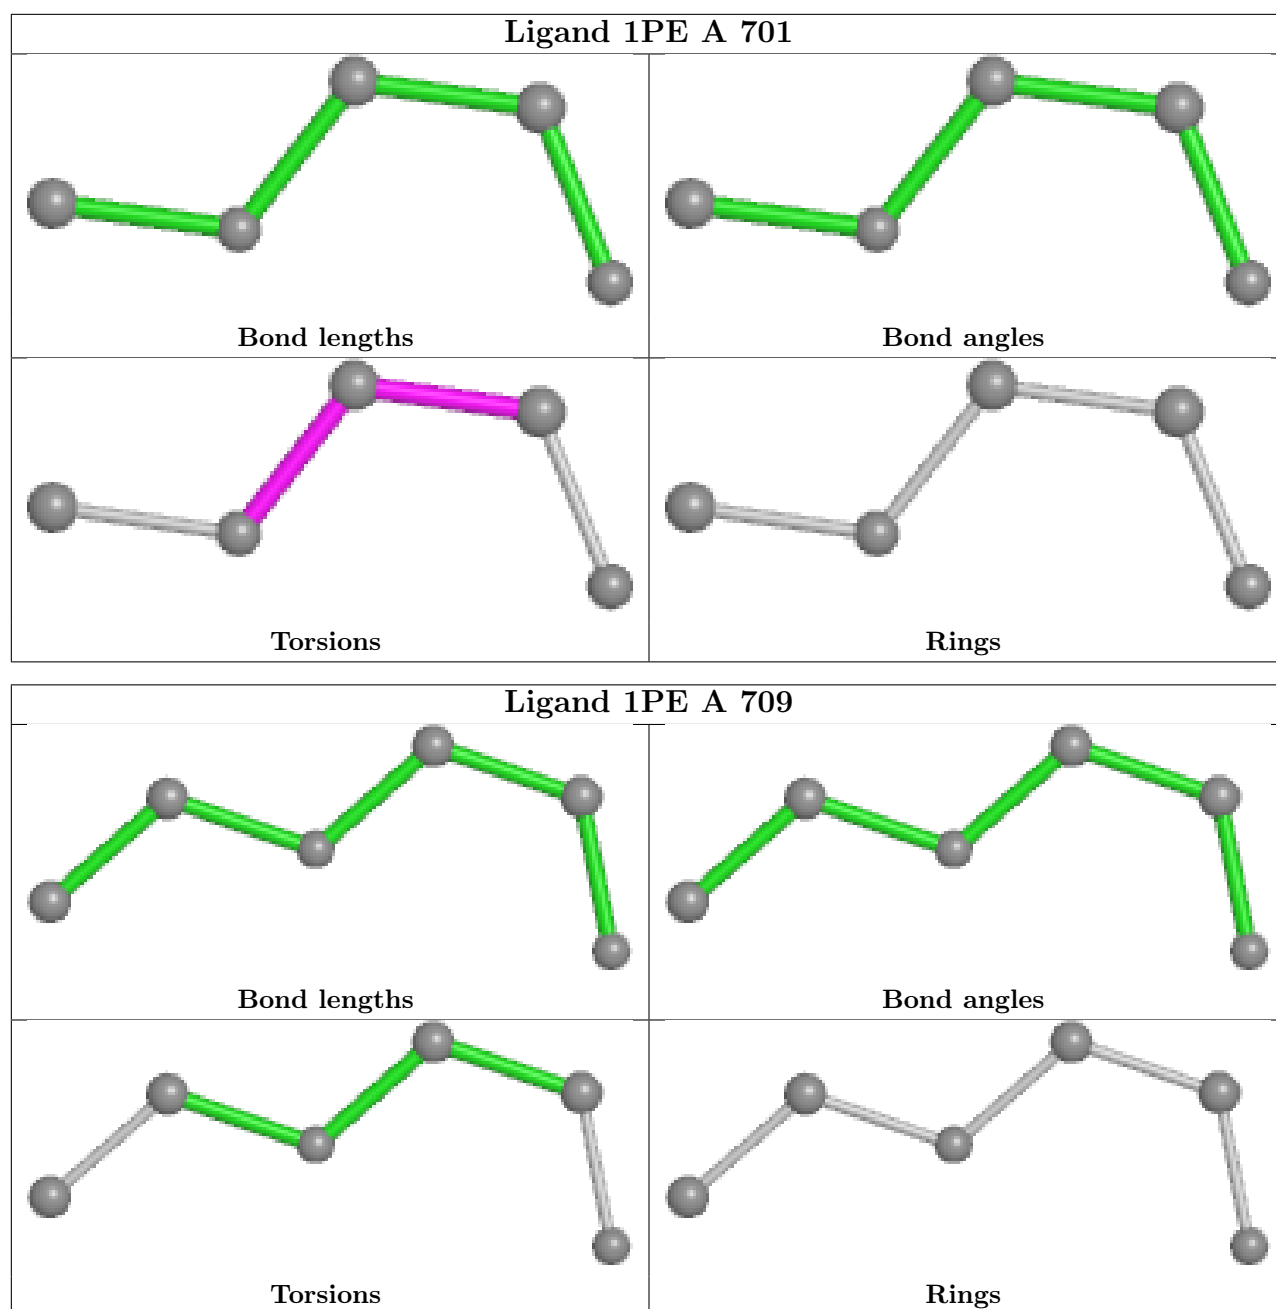 Ligand 1PE A 701
Bond lengths
Bond angles
Torsions
Rings
Ligand 1PE A 709
Bond lengths
Bond angles
Torsions
Rings